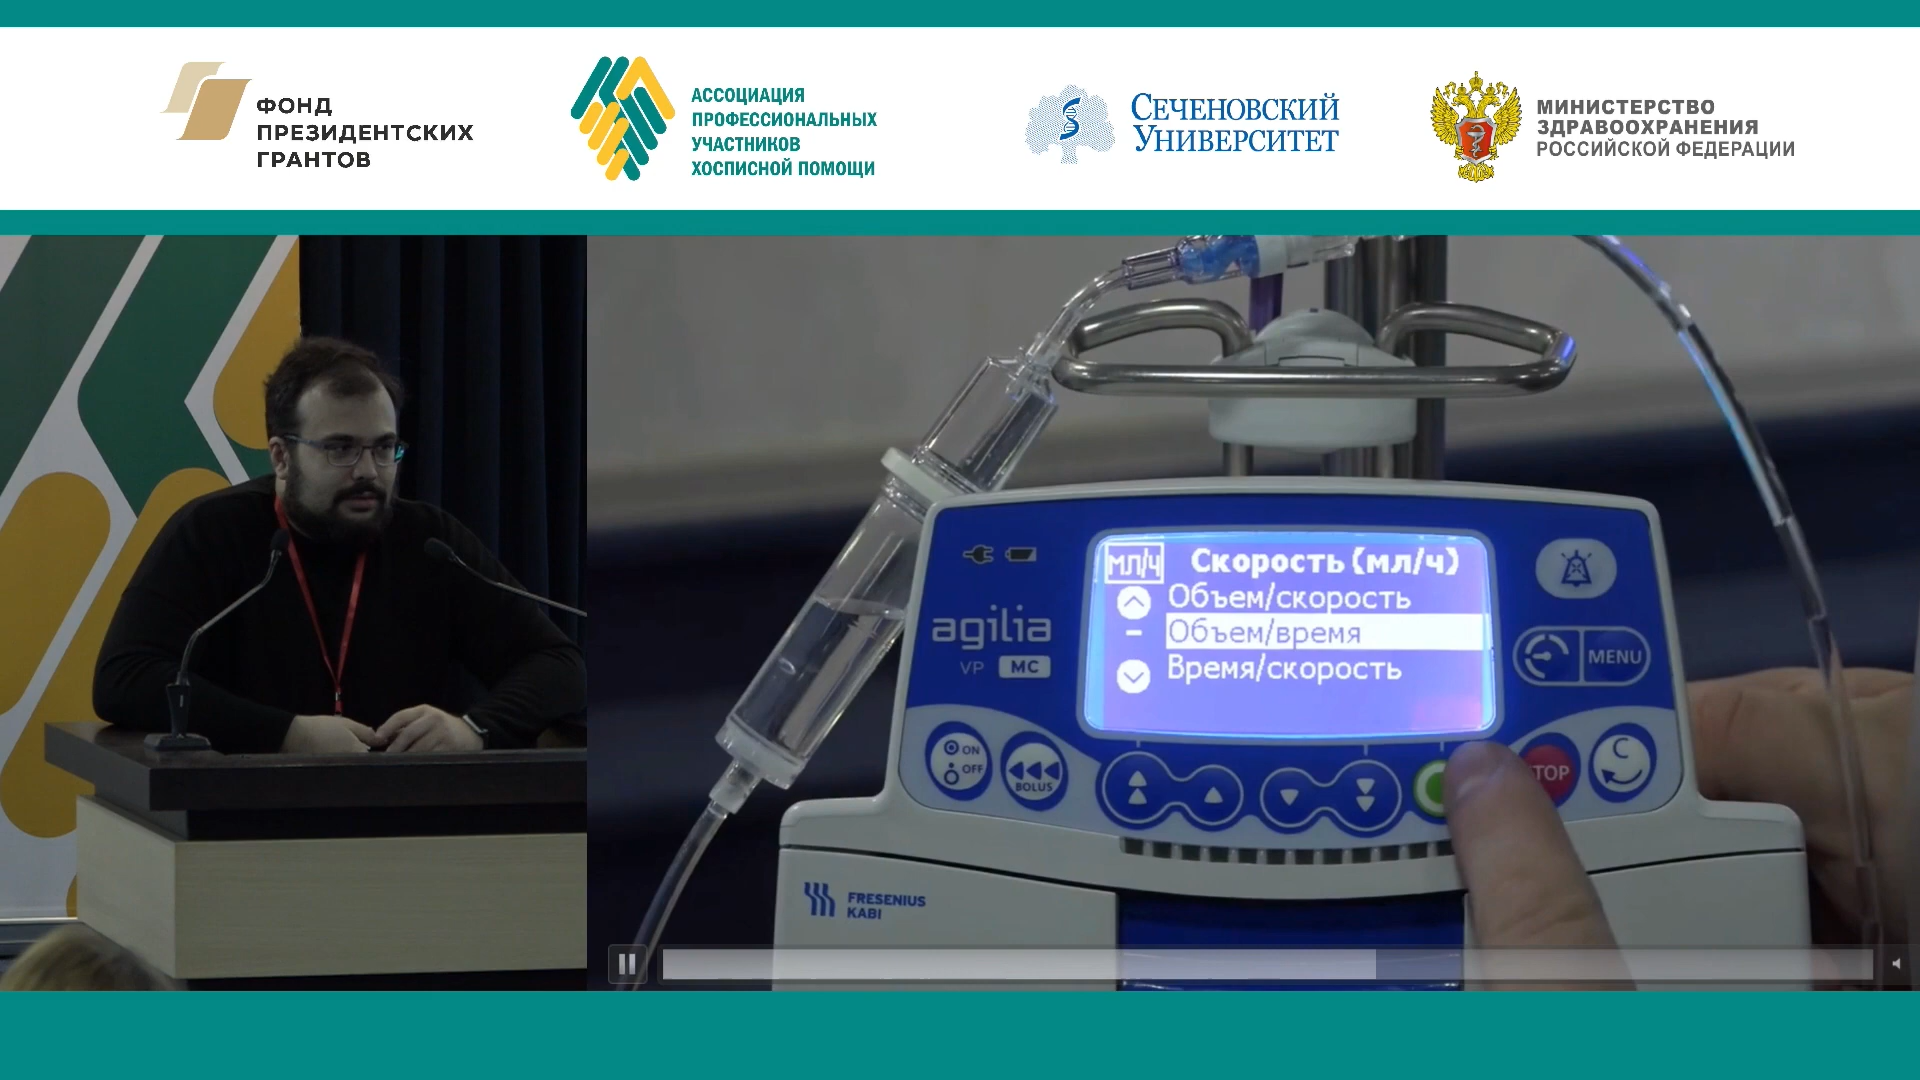 ФОНД
ПРЕЗИДЕНТСКИХ
ГРАНТОВ
АССОЦИАЦИЯ
ПРОФЕССИОНАЛЬНЫХ
УЧАСТНИКОВ
ХОСПИСНОЙ ПОМОЩИ
СЕЧЕНОВСКИЙ
УНИВЕРСИТЕТ
МИНИСТЕРСТВО
ЗДРАВООХРАНЕНИЯ
РОССИЙСКОЙ ФЕДЕРАЦИИ
мл/ч Скорость (мл/ч)
Объем/скорость
Объем/время
Время/скорость
agilia
VP MC
MENU
ON
OFF
BOLUS
TOP
C
FRESENIUS
KABI